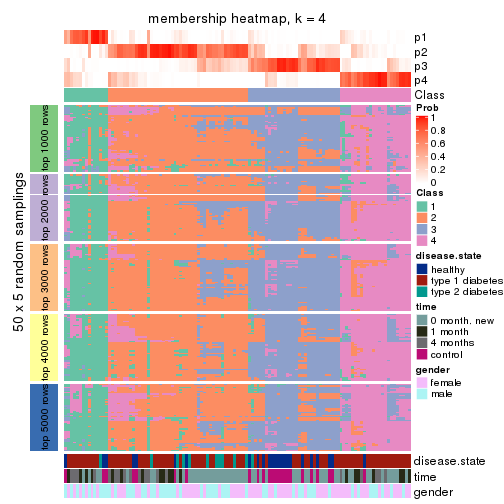 membership heatmap, k = 4
p1
p2
p3
p4
Class
50 x 5 random samplings
top 1000 rows
top 2000 rows
top 3000 rows
top 4000 rows
top 5000 rows
Prob
1
0.8
0.6
0.4
0.2
0
Class
1
2
3
4
disease.state
healthy
type 1 diabetes
type 2 diabetes
time
0 month. new
1 month
4 months
control
gender
female
male
disease.state
time
gender